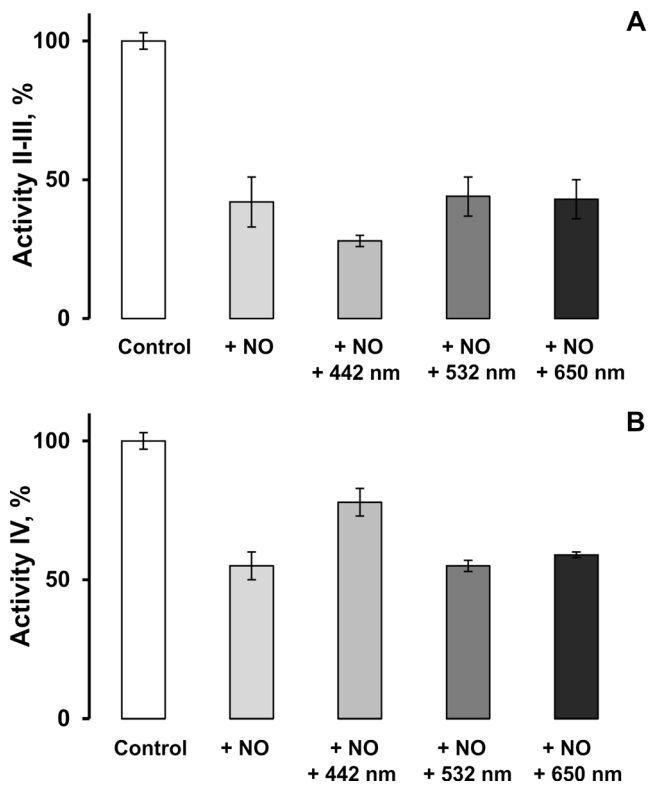 A
Activity II-III, %
100
50
0
Control
+ NO
+ NO
+ 442 nm
+ NO
+ 532 nm
+ NO
+ 650 nm
B
Activity IV, %
100
50
0
Control
+ NO
+ NO
+ 442 nm
+ NO
+ 532 nm
+ NO
+ 650 nm